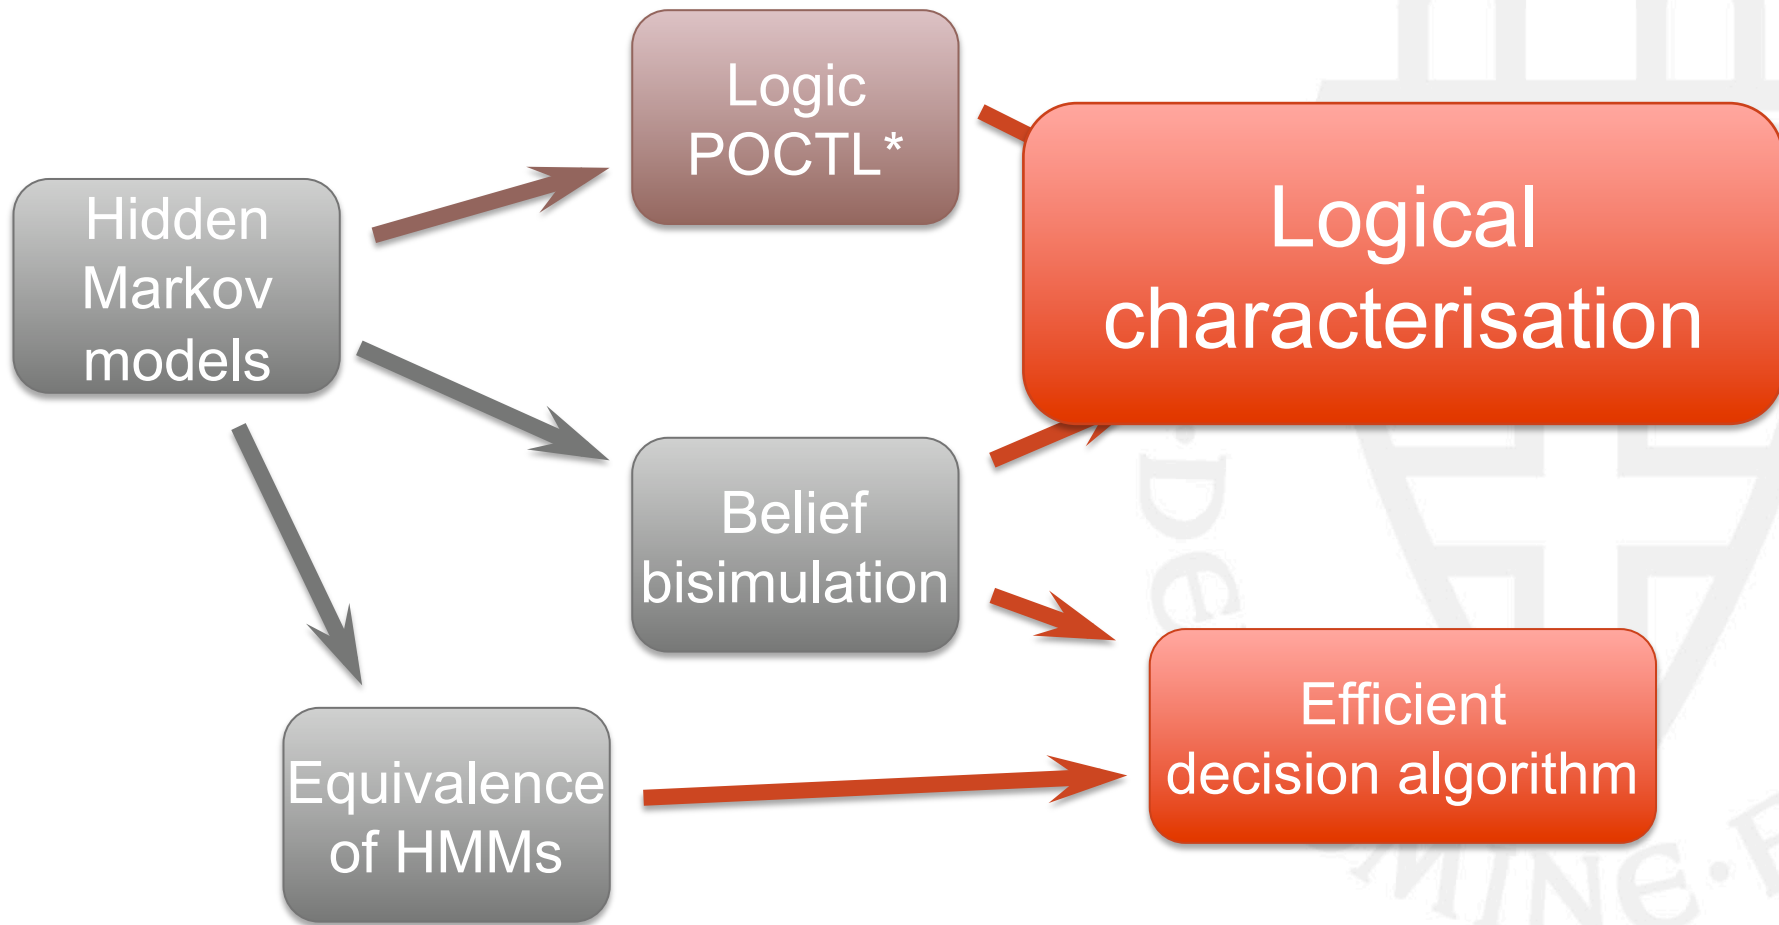 Logic
POCTL*
Hidden
Markov
models
Logical
characterisation
Belief
bisimulation
Efficient
decision algorithm
Equivalence
of HMMs